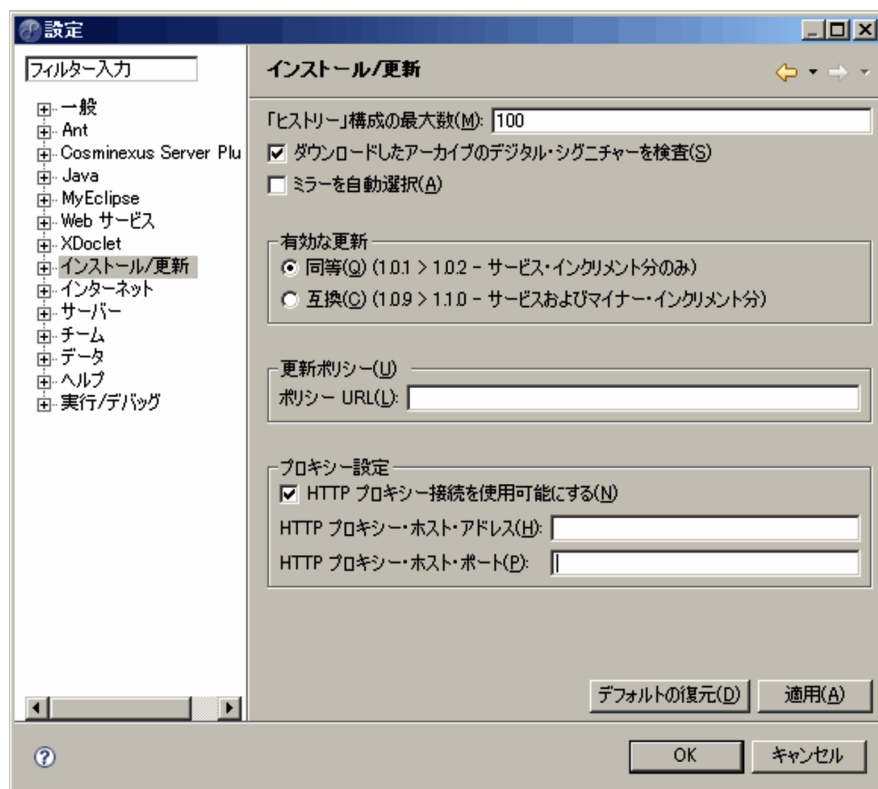 設定
フィルター入力
一般
Ant
Cosminexus Server Plu
Java
MyEclipse
Web サービス
XDoclet
インストール/更新
インターネット
サーバー
チーム
データ
ヘルプ
実行/デバッグ
インストール/更新
「ヒストリー」構成の最大数(M): 100
ダウンロードしたアーカイブのデジタル・シグニチャーを検査(S)
ミラーを自動選択(A)
有効な更新
同等(Q) (1.0.1 > 1.0.2 - サービス・インクリメント分のみ)
互換(C) (1.0.9 > 1.1.0 - サービスおよびマイナー・インクリメント分)
更新ポリシー(U)
ポリシー URL(L):
プロキシー設定
HTTP プロキシー接続を使用可能にする(N)
HTTP プロキシー・ホスト・アドレス(H):
HTTP プロキシー・ホスト・ポート(P):
デフォルトの復元(D)
適用(A)
OK
キャンセル